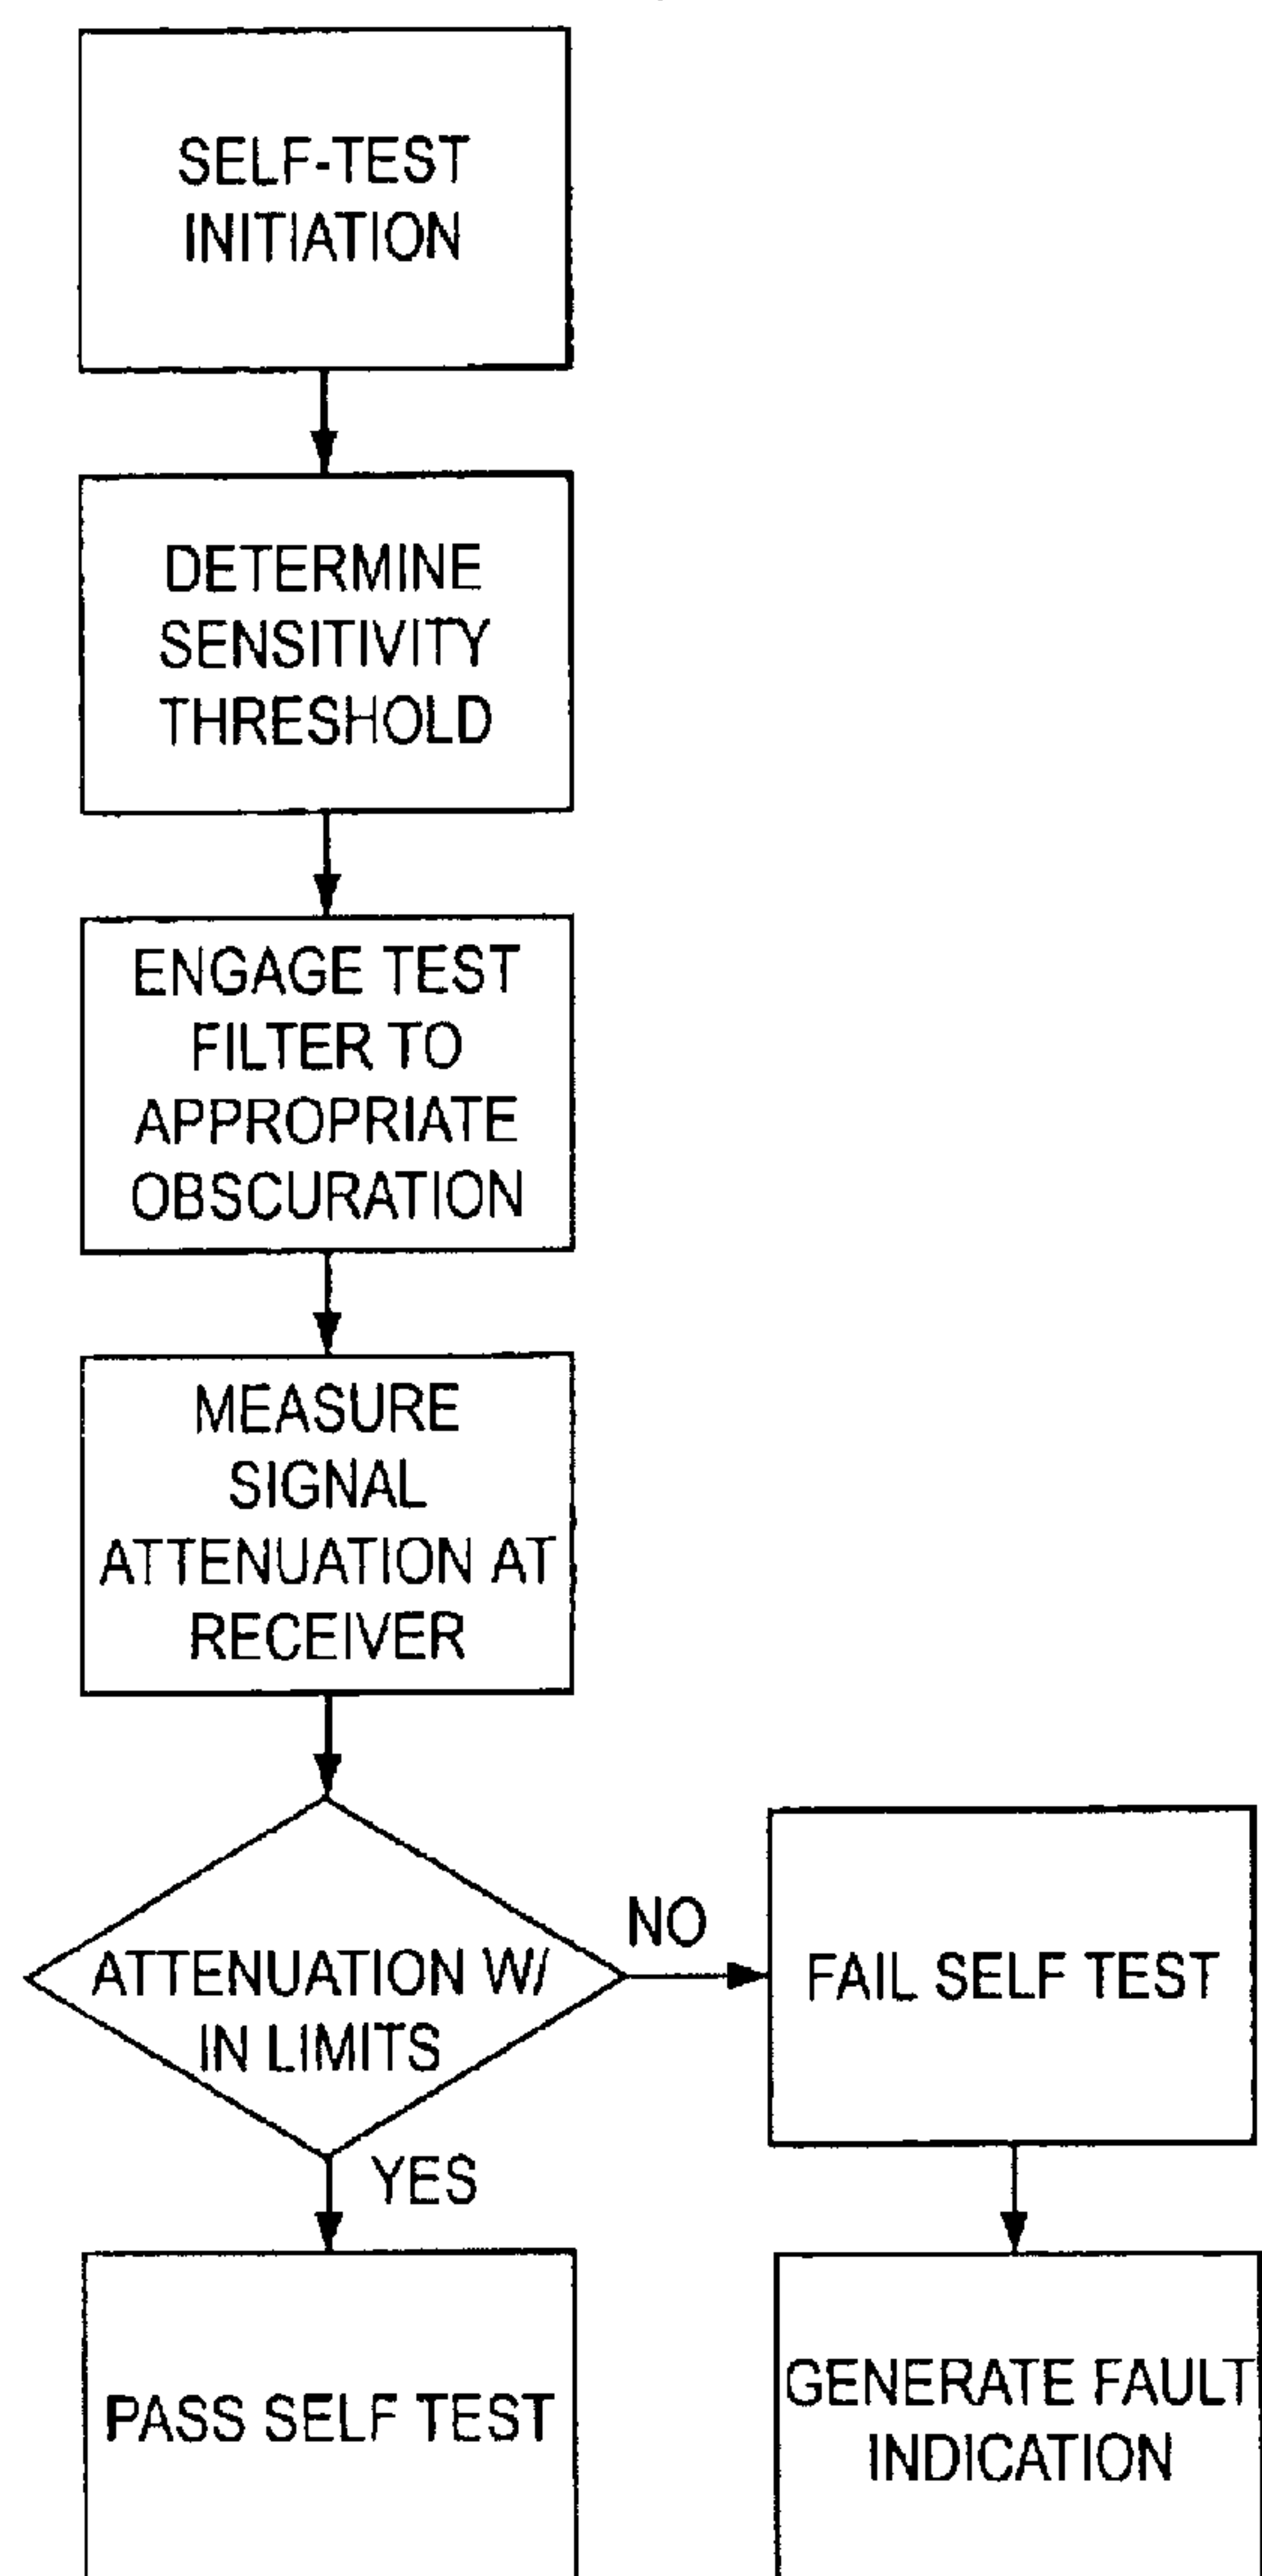 SELF-TEST
INITIATION
DETERMINE
SENSITIVITY
THRESHOLD
ENGAGE TEST
FILTER TO
APPROPRIATE
OBSCURATION
MEASURE
SIGNAL
ATTENUATION AT
RECEIVER
ATTENUATION W/
IN LIMITS
NO
FAIL SELF TEST
YES
PASS SELF TEST
GENERATE FAULT
INDICATION